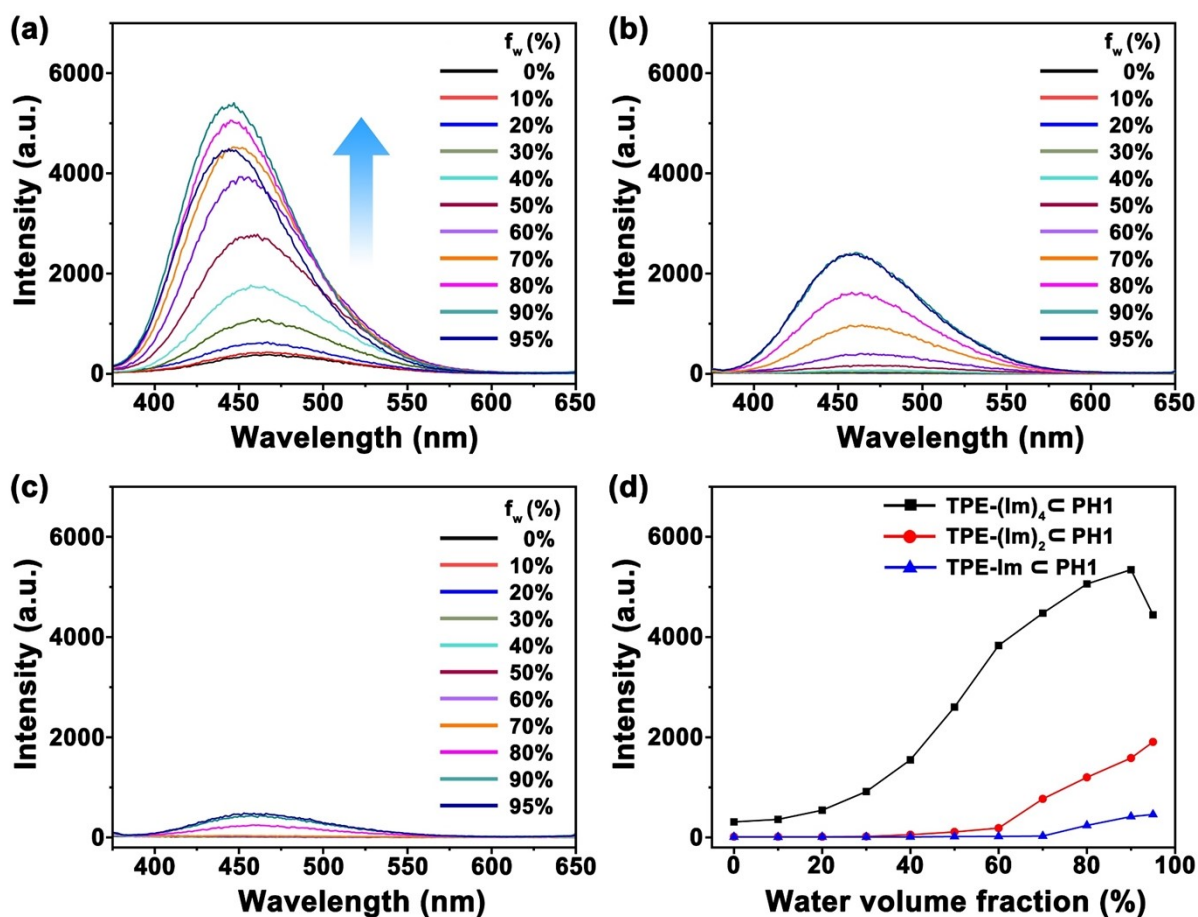 (a)
f_w (%)
0%
10%
20%
30%
40%
50%
60%
70%
80%
90%
95%
6000
4000
2000
0
Intensity (a.u.)
400 450 500 550 600 650
Wavelength (nm)
(b)
f_w (%)
0%
10%
20%
30%
40%
50%
60%
70%
80%
90%
95%
6000
4000
2000
0
Intensity (a.u.)
400 450 500 550 600 650
Wavelength (nm)
(c)
f_w (%)
0%
10%
20%
30%
40%
50%
60%
70%
80%
90%
95%
6000
4000
2000
0
Intensity (a.u.)
400 450 500 550 600 650
Wavelength (nm)
(d)
TPE-(Im)₄⊂ PH1
TPE-(Im)₂⊂ PH1
TPE-Im ⊂ PH1
6000
4000
2000
0
Intensity (a.u.)
0 20 40 60 80 100
Water volume fraction (%)